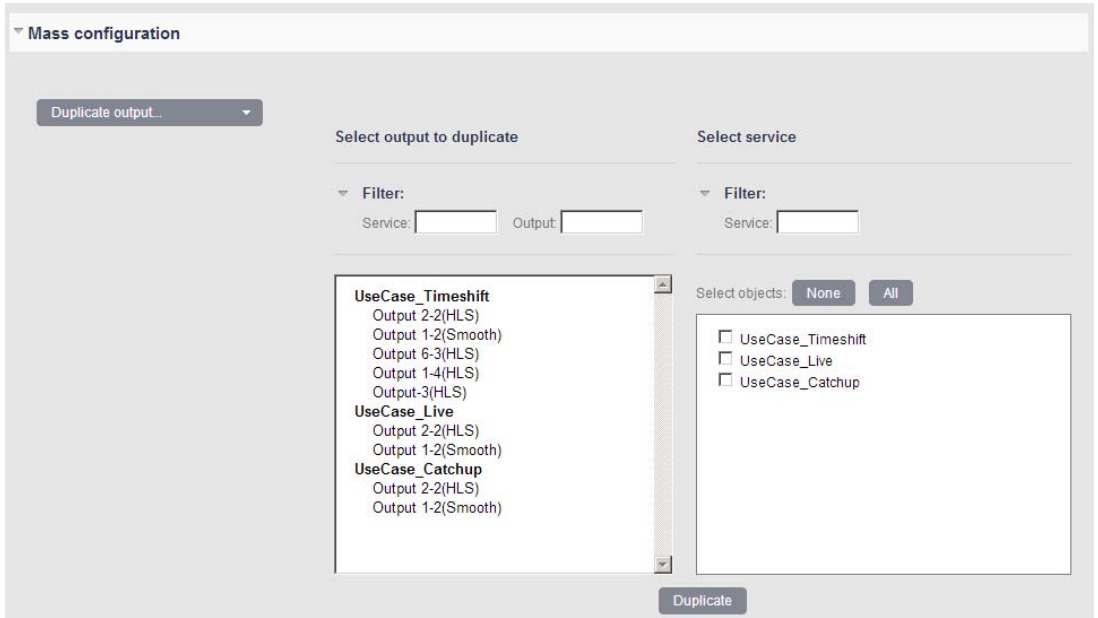 Mass configuration
Duplicate output...
Select output to duplicate
Filter:
Service:
Output:
UseCase_Timeshift
Output 2-2(HLS)
Output 1-2(Smooth)
Output 6-3(HLS)
Output 1-4(HLS)
Output-3(HLS)
UseCase_Live
Output 2-2(HLS)
Output 1-2(Smooth)
UseCase_Catchup
Output 2-2(HLS)
Output 1-2(Smooth)
Select service
Filter:
Service:
Select objects: None All
UseCase_Timeshift
UseCase_Live
UseCase_Catchup
Duplicate